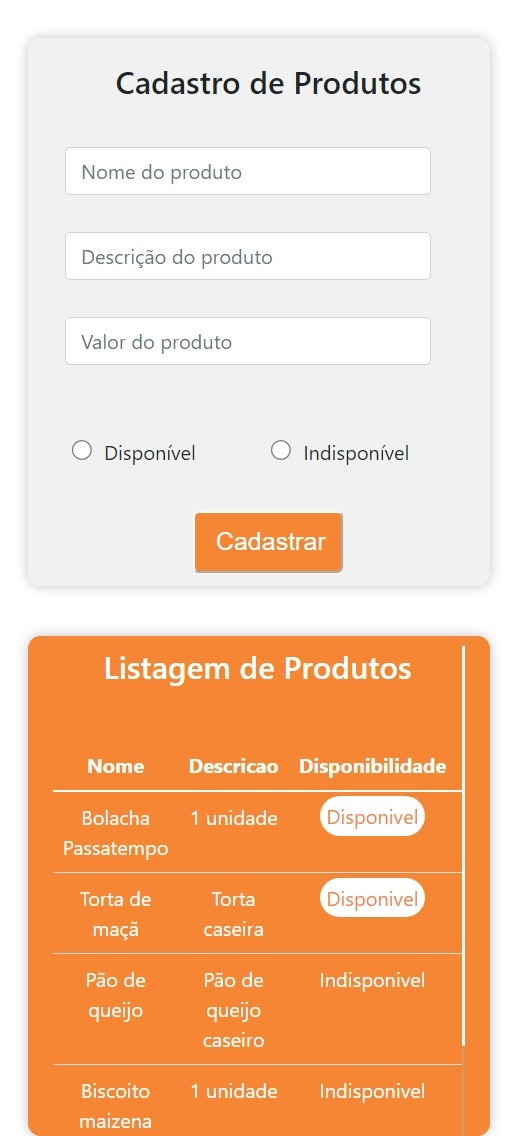 Cadastro de Produtos
Nome do produto
Descrição do produto
Valor do produto
Disponível Indisponível
Cadastrar
Listagem de Produtos
Nome Descricao Disponibilidade
Bolacha 1 unidade Disponivel
Passatempo
Torta de Torta Disponivel
maçã caseira
Pão de Pão de Indisponivel
queijo queijo
caseiro
Biscoito 1 unidade Indisponivel
maizena